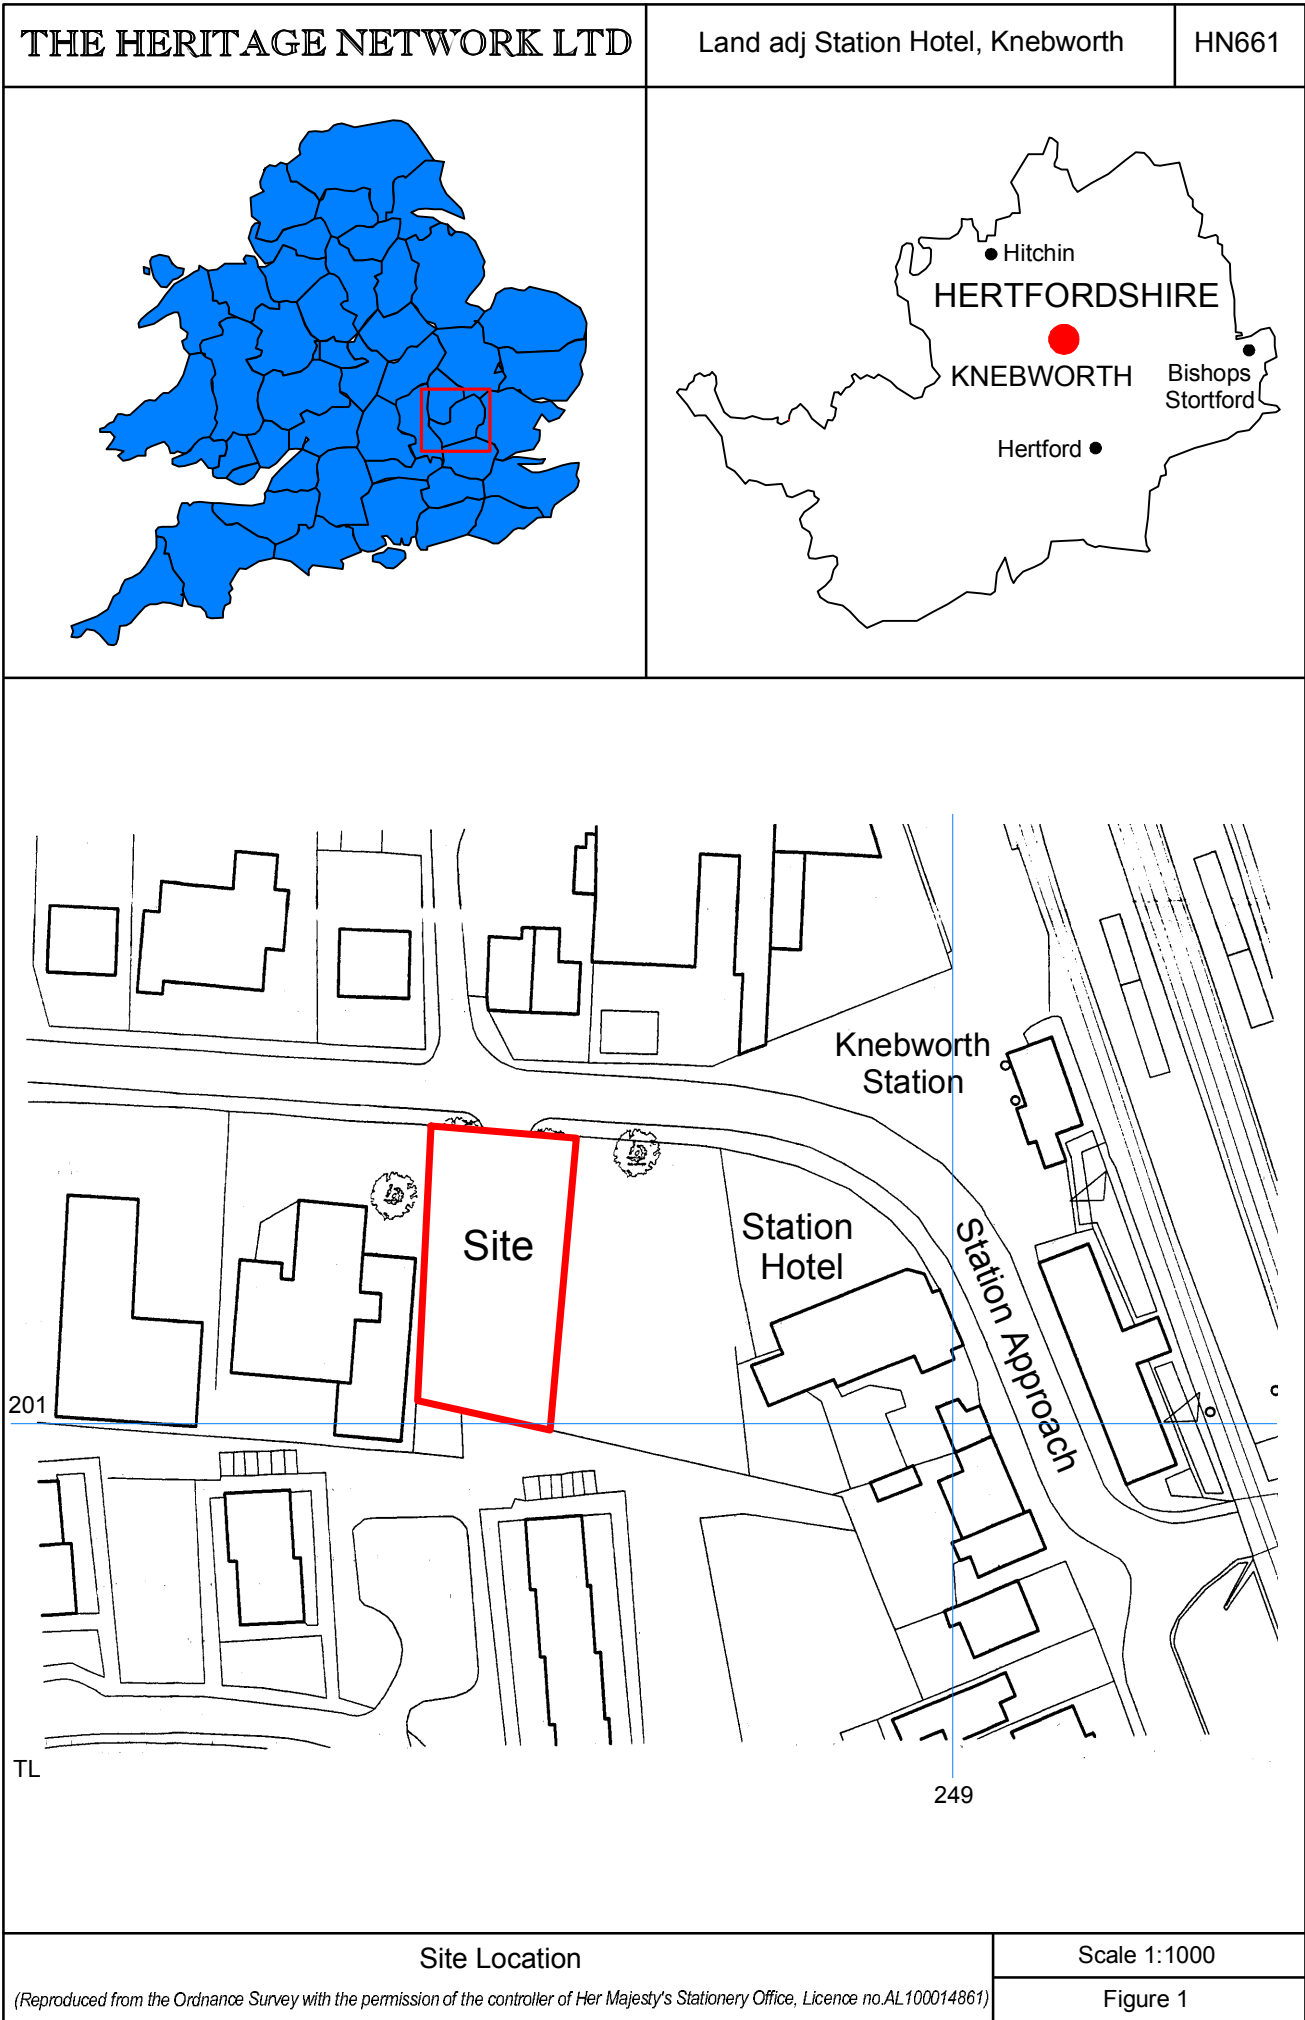 THE HERITAGE NETWORK LTD
Land adj Station Hotel, Knebworth
HN661
Hitchin
HERTFORDSHIRE
KNEBWORTH
Bishops
Stortford
Hertford
Knebworth
Station
Site
Station
Hotel
Station Approach
201
TL
249
Site Location
(Reproduced from the Ordnance Survey with the permission of the controller of Her Majesty's Stationery Office, Licence no.AL100014861)
Scale 1:1000
Figure 1